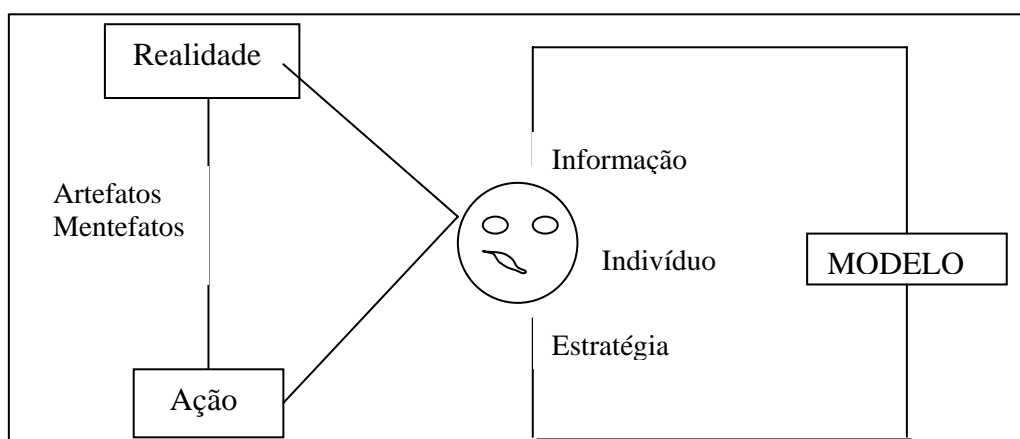 Realidade
Informação
Artefatos
Mentefatos
Indivíduo
MODELO
Estratégia
Ação